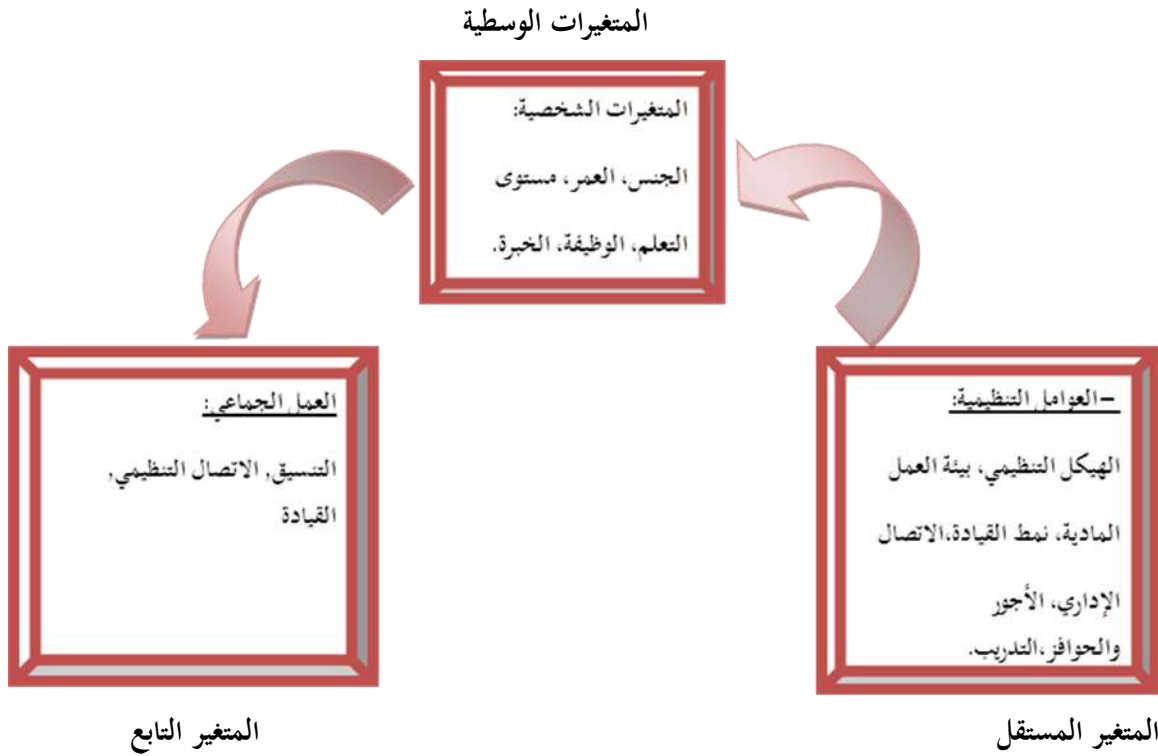 المتغيرات الوسطية
المتغيرات الشخصية:
الجنس، العمر، مستوى
التعلم، الوظيفة، الخبرة.
–العوامل التنظيمية:
الهيكل التنظيمي، بيئة العمل
المادية، نمط القيادة،الاتصال
الإداري، الأجور
والحوافز،التدريب.
المتغير المستقل
العمل الجماعي:
التنسيق, الاتصال التنظيمي,
القيادة
المتغير التابع